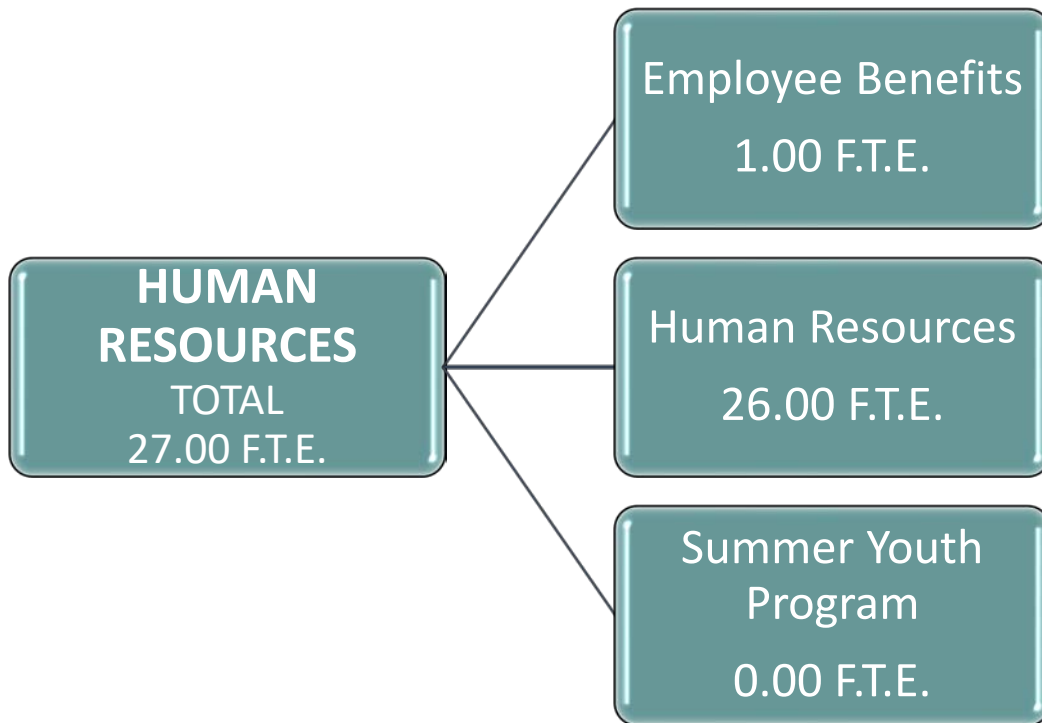 HUMAN
RESOURCES
TOTAL
27.00 F.T.E.
Employee Benefits
1.00 F.T.E.
Human Resources
26.00 F.T.E.
Summer Youth
Program
0.00 F.T.E.